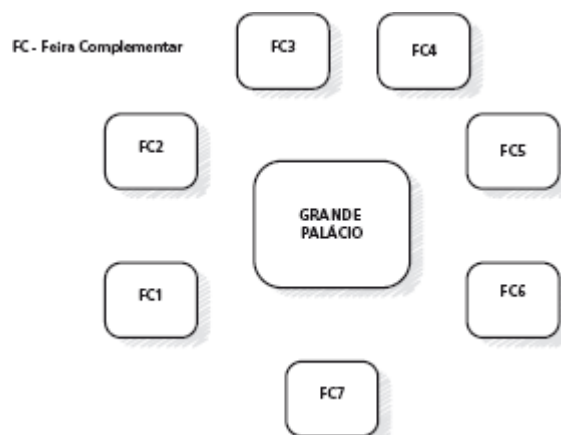 FC - Feira Complementar
FC3
FC4
FC2
FC5
GRANDE
PALÁCIO
FC1
FC6
FC7